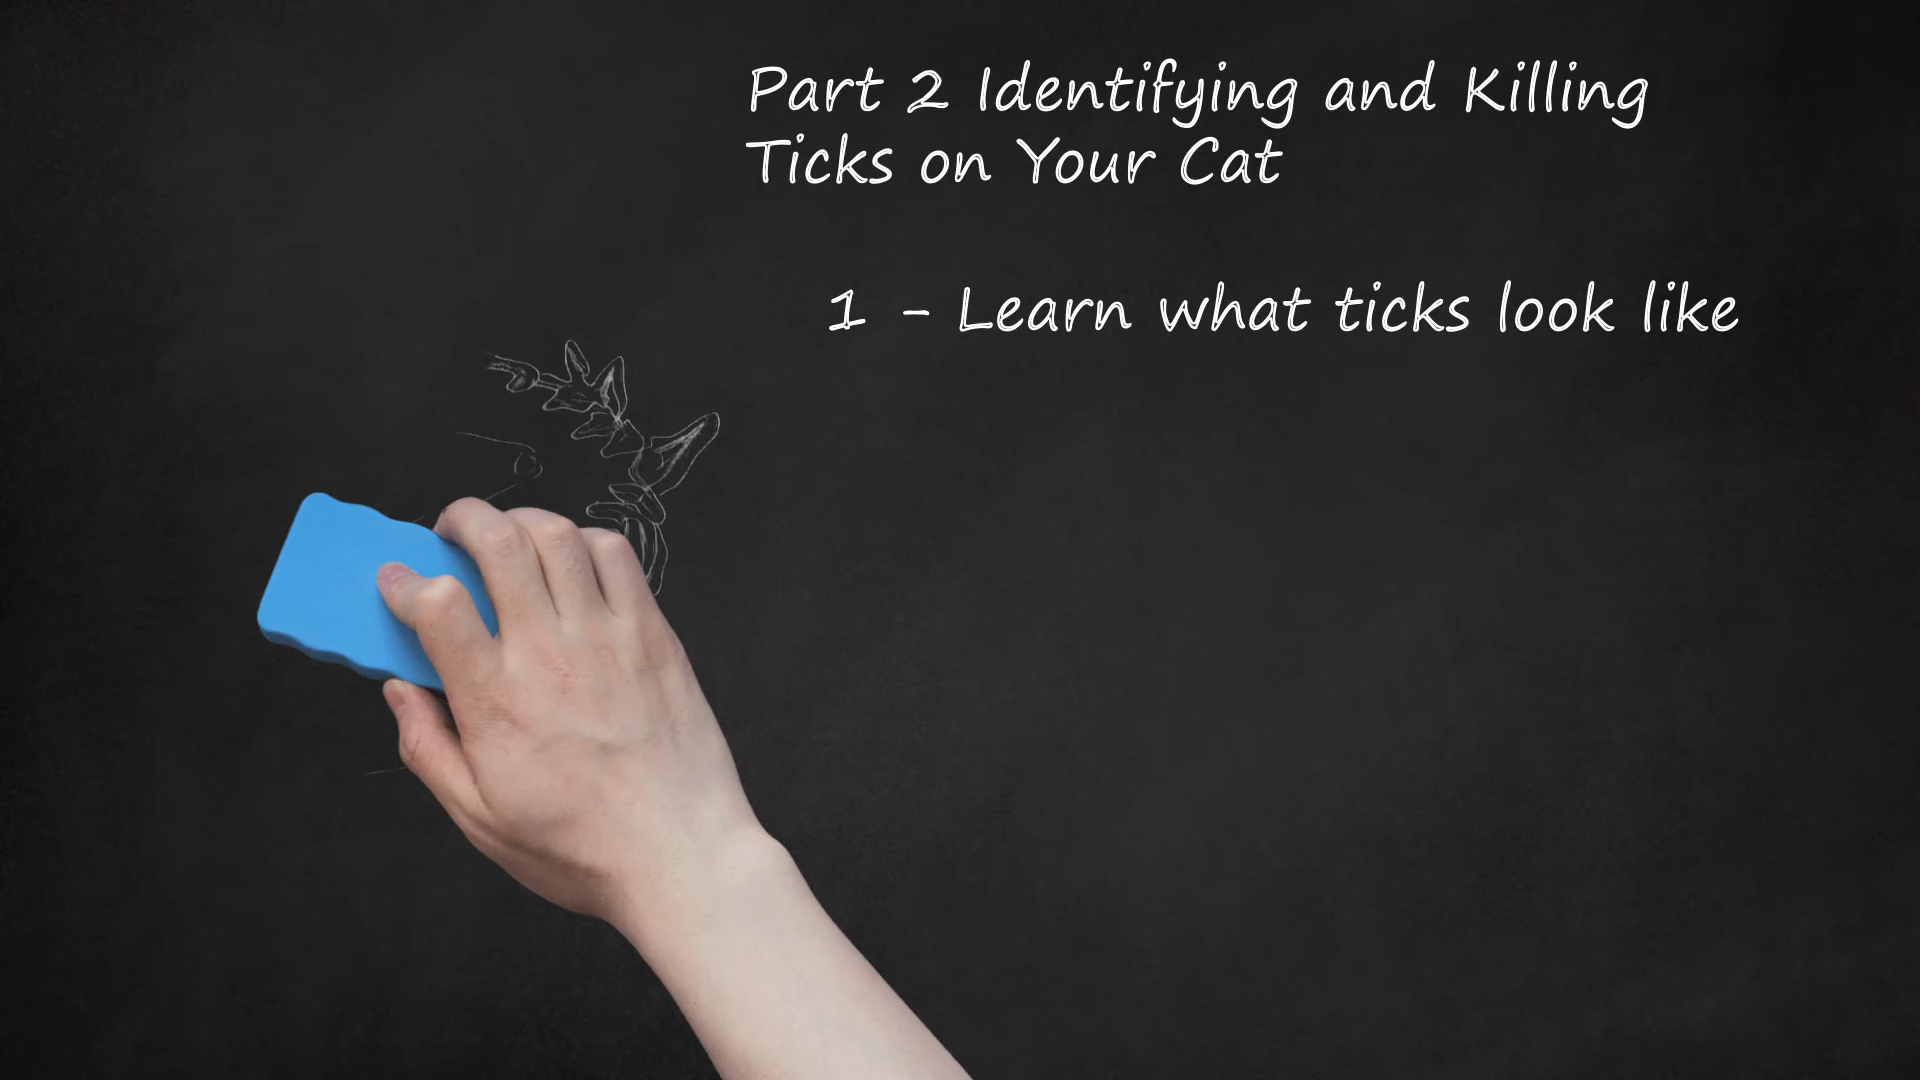 Part 2 Identifying and Killing
Ticks on Your Cat
1 - Learn what ticks look like